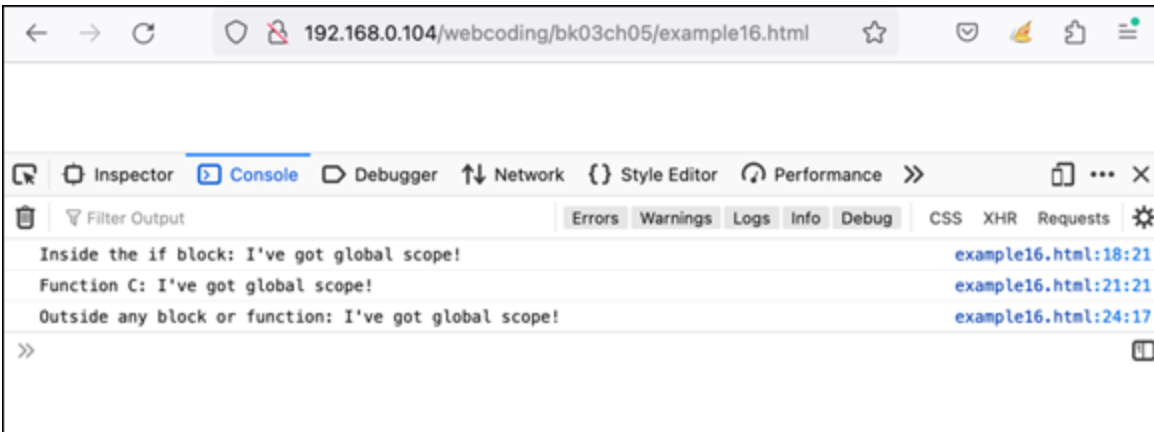 192.168.0.104/webcoding/bk03ch05/example16.html
Inspector Console Debugger Network {} Style Editor Performance
Filter Output Errors Warnings Logs Info Debug CSS XHR Requests
Inside the if block: I've got global scope! example16.html:18:21
Function C: I've got global scope! example16.html:21:21
Outside any block or function: I've got global scope! example16.html:24:17